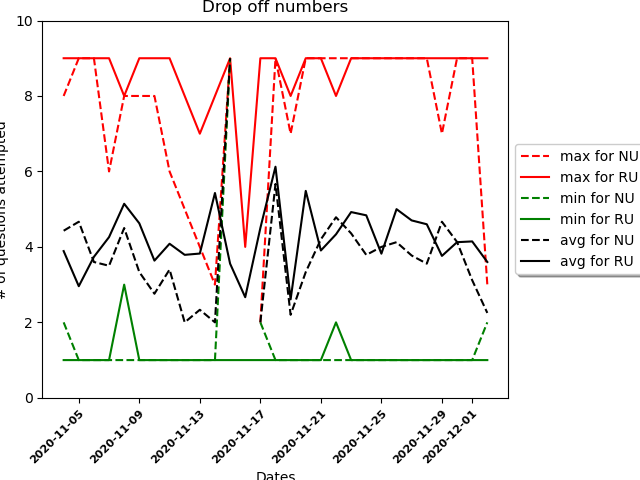 Drop off numbers
# of questions attempted
10
8
6
4
2
0
2020-11-05
2020-11-09
2020-11-13
2020-11-17
2020-11-21
2020-11-25
2020-11-29
2020-12-01
Dates
max for NU
max for RU
min for NU
min for RU
avg for NU
avg for RU